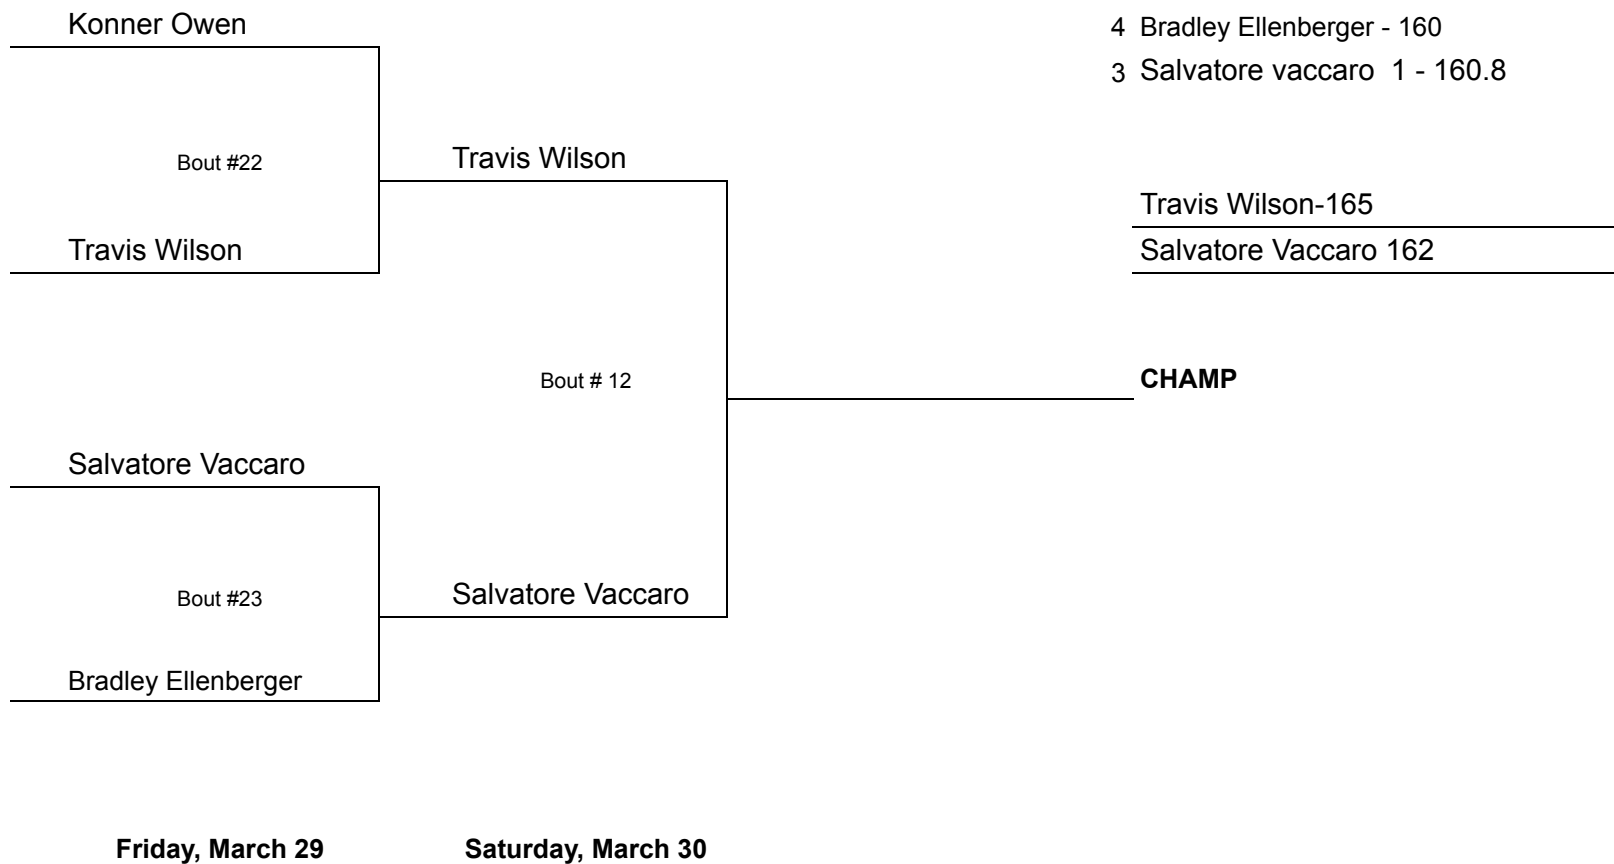 Konner Owen
4 Bradley Ellenberger - 160
3 Salvatore vaccaro 1 - 160.8
Bout #22
Travis Wilson
Travis Wilson-165
Travis Wilson
Salvatore Vaccaro 162
Bout # 12
CHAMP
Salvatore Vaccaro
Bout #23
Salvatore Vaccaro
Bradley Ellenberger
Friday, March 29
Saturday, March 30